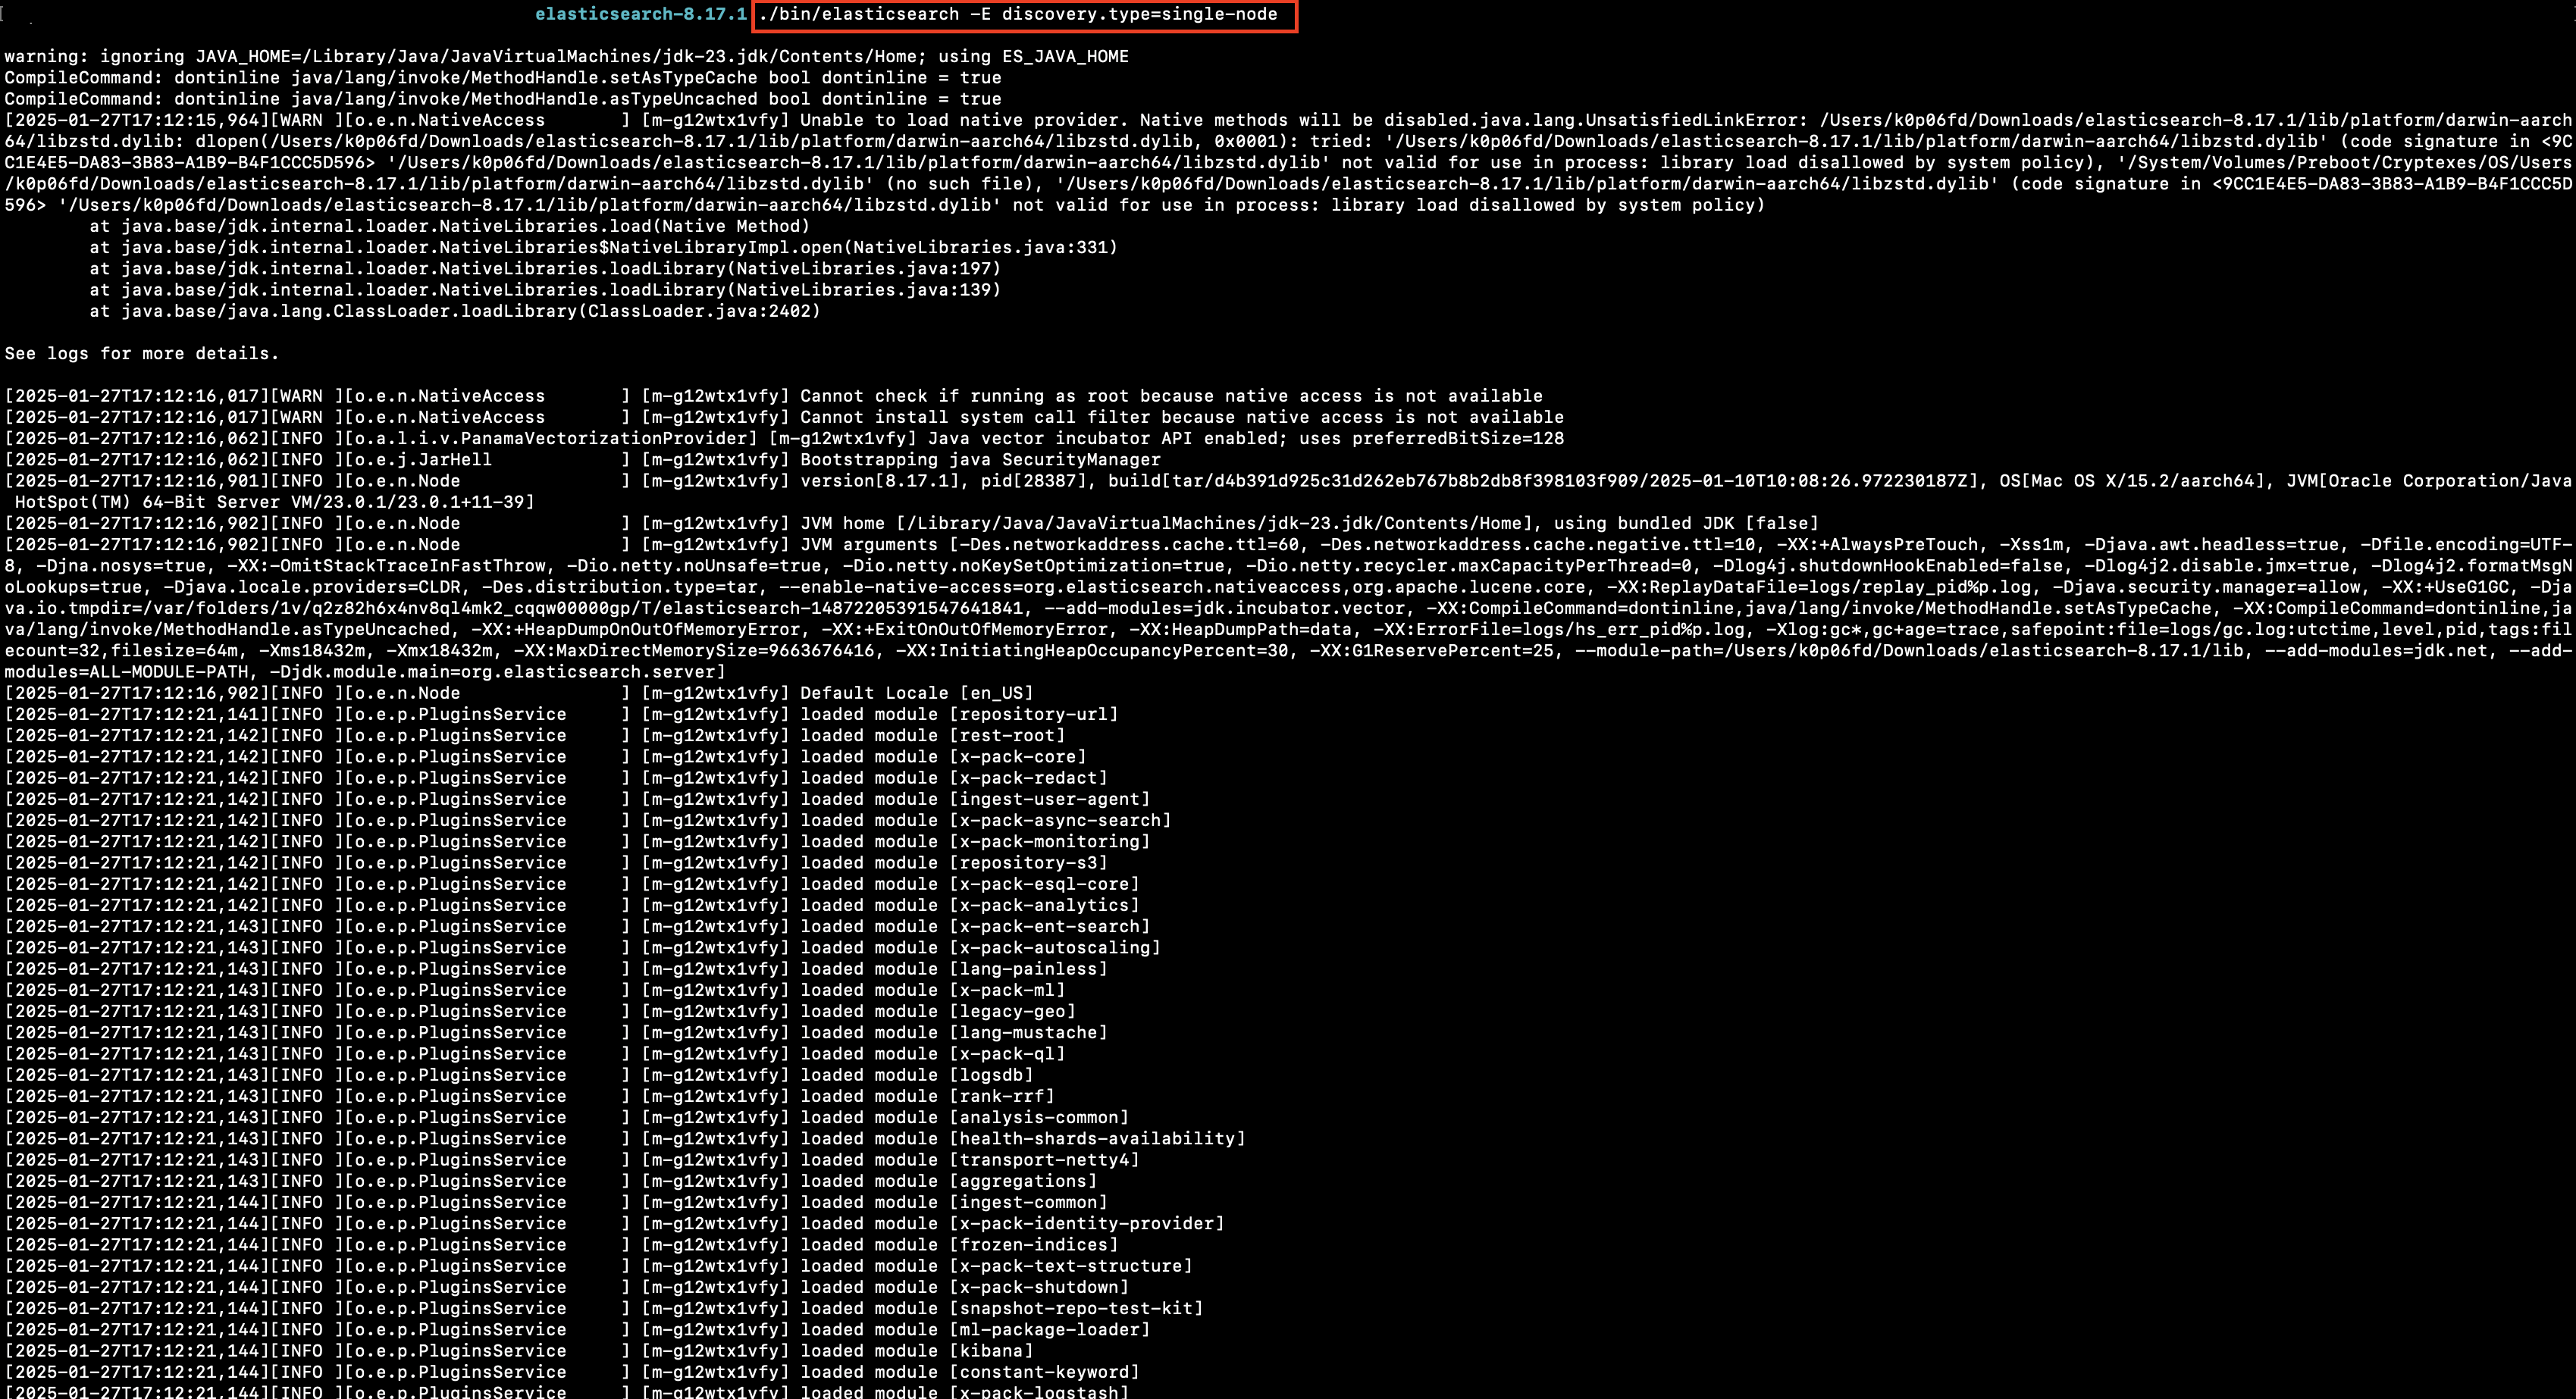 elasticsearch-8.17.1 ./bin/elasticsearch -E discovery.type=single-node
warning: ignoring JAVA_HOME=/Library/Java/JavaVirtualMachines/jdk-23.jdk/Contents/Home; using ES_JAVA_HOME
CompileCommand: dontinline java/lang/invoke/MethodHandle.setAsTypeCache bool dontinline = true
CompileCommand: dontinline java/lang/invoke/MethodHandle.asTypeUncached bool dontinline = true
[2025-01-27T17:12:15,964][WARN ][o.e.n.NativeAccess       ] [m-g12wtx1vfy] Unable to load native provider. Native methods will be disabled.java.lang.UnsatisfiedLinkError: /Users/k0p06fd/Downloads/elasticsearch-8.17.1/lib/platform/darwin-aarch
64/libzstd.dylib: dlopen(/Users/k0p06fd/Downloads/elasticsearch-8.17.1/lib/platform/darwin-aarch64/libzstd.dylib, 0x0001): tried: '/Users/k0p06fd/Downloads/elasticsearch-8.17.1/lib/platform/darwin-aarch64/libzstd.dylib' (code signature in <9C
C1E4E5-DA83-3B83-A1B9-B4F1CCC5D596> '/Users/k0p06fd/Downloads/elasticsearch-8.17.1/lib/platform/darwin-aarch64/libzstd.dylib' not valid for use in process: library load disallowed by system policy), '/System/Volumes/Preboot/Cryptexes/OS/Users
/k0p06fd/Downloads/elasticsearch-8.17.1/lib/platform/darwin-aarch64/libzstd.dylib' (no such file), '/Users/k0p06fd/Downloads/elasticsearch-8.17.1/lib/platform/darwin-aarch64/libzstd.dylib' (code signature in <9CC1E4E5-DA83-3B83-A1B9-B4F1CCC5D
596> '/Users/k0p06fd/Downloads/elasticsearch-8.17.1/lib/platform/darwin-aarch64/libzstd.dylib' not valid for use in process: library load disallowed by system policy)
at java.base/jdk.internal.loader.NativeLibraries.load(Native Method)
at java.base/jdk.internal.loader.NativeLibraries$NativeLibraryImpl.open(NativeLibraries.java:331)
at java.base/jdk.internal.loader.NativeLibraries.loadLibrary(NativeLibraries.java:197)
at java.base/jdk.internal.loader.NativeLibraries.loadLibrary(NativeLibraries.java:139)
at java.base/java.lang.ClassLoader.loadLibrary(ClassLoader.java:2402)
See logs for more details.
[2025-01-27T17:12:16,017][WARN ][o.e.n.NativeAccess       ] [m-g12wtx1vfy] Cannot check if running as root because native access is not available
[2025-01-27T17:12:16,017][WARN ][o.e.n.NativeAccess       ] [m-g12wtx1vfy] Cannot install system call filter because native access is not available
[2025-01-27T17:12:16,062][INFO ][o.a.l.i.v.PanamaVectorizationProvider] [m-g12wtx1vfy] Java vector incubator API enabled; uses preferredBitSize=128
[2025-01-27T17:12:16,062][INFO ][o.e.j.JarHell            ] [m-g12wtx1vfy] Bootstrapping java SecurityManager
[2025-01-27T17:12:16,901][INFO ][o.e.n.Node               ] [m-g12wtx1vfy] version[8.17.1], pid[28387], build[tar/d4b391d925c31d262eb767b8b2db8f398103f909/2025-01-10T10:08:26.972230187Z], OS[Mac OS X/15.2/aarch64], JVM[Oracle Corporation/Java
HotSpot(TM) 64-Bit Server VM/23.0.1/23.0.1+11-39]
[2025-01-27T17:12:16,902][INFO ][o.e.n.Node               ] [m-g12wtx1vfy] JVM home [/Library/Java/JavaVirtualMachines/jdk-23.jdk/Contents/Home], using bundled JDK [false]
[2025-01-27T17:12:16,902][INFO ][o.e.n.Node               ] [m-g12wtx1vfy] JVM arguments [-Des.networkaddress.cache.ttl=60, -Des.networkaddress.cache.negative.ttl=10, -XX:+AlwaysPreTouch, -Xss1m, -Djava.awt.headless=true, -Dfile.encoding=UTF-
8, -Djna.nosys=true, -XX:-OmitStackTraceInFastThrow, -Dio.netty.noUnsafe=true, -Dio.netty.noKeySetOptimization=true, -Dio.netty.recycler.maxCapacityPerThread=0, -Dlog4j.shutdownHookEnabled=false, -Dlog4j2.disable.jmx=true, -Dlog4j2.formatMsgN
oLookups=true, -Djava.locale.providers=CLDR, -Des.distribution.type=tar, --enable-native-access=org.elasticsearch.nativeaccess,org.apache.lucene.core, -XX:ReplayDataFile=logs/replay_pid%p.log, -Djava.security.manager=allow, -XX:+UseG1GC, -Dja
va.io.tmpdir=/var/folders/1v/q2z82h6x4nv8ql4mk2_cqqw00000gp/T/elasticsearch-14872205391547641841, --add-modules=jdk.incubator.vector, -XX:CompileCommand=dontinline,java/lang/invoke/MethodHandle.setAsTypeCache, -XX:CompileCommand=dontinline,ja
va/lang/invoke/MethodHandle.asTypeUncached, -XX:+HeapDumpOnOutOfMemoryError, -XX:+ExitOnOutOfMemoryError, -XX:HeapDumpPath=data, -XX:ErrorFile=logs/hs_err_pid%p.log, -Xlog:gc*,gc+age=trace,safepoint:file=logs/gc.log:utctime,level,pid,tags:fil
ecount=32,filesize=64m, -Xms18432m, -Xmx18432m, -XX:MaxDirectMemorySize=9663676416, -XX:InitiatingHeapOccupancyPercent=30, -XX:G1ReservePercent=25, --module-path=/Users/k0p06fd/Downloads/elasticsearch-8.17.1/lib, --add-modules=jdk.net, --add-
modules=ALL-MODULE-PATH, -Djdk.module.main=org.elasticsearch.server]
[2025-01-27T17:12:16,902][INFO ][o.e.n.Node               ] [m-g12wtx1vfy] Default Locale [en_US]
[2025-01-27T17:12:21,141][INFO ][o.e.p.PluginsService     ] [m-g12wtx1vfy] loaded module [repository-url]
[2025-01-27T17:12:21,142][INFO ][o.e.p.PluginsService     ] [m-g12wtx1vfy] loaded module [rest-root]
[2025-01-27T17:12:21,142][INFO ][o.e.p.PluginsService     ] [m-g12wtx1vfy] loaded module [x-pack-core]
[2025-01-27T17:12:21,142][INFO ][o.e.p.PluginsService     ] [m-g12wtx1vfy] loaded module [x-pack-redact]
[2025-01-27T17:12:21,142][INFO ][o.e.p.PluginsService     ] [m-g12wtx1vfy] loaded module [ingest-user-agent]
[2025-01-27T17:12:21,142][INFO ][o.e.p.PluginsService     ] [m-g12wtx1vfy] loaded module [x-pack-async-search]
[2025-01-27T17:12:21,142][INFO ][o.e.p.PluginsService     ] [m-g12wtx1vfy] loaded module [x-pack-monitoring]
[2025-01-27T17:12:21,142][INFO ][o.e.p.PluginsService     ] [m-g12wtx1vfy] loaded module [repository-s3]
[2025-01-27T17:12:21,142][INFO ][o.e.p.PluginsService     ] [m-g12wtx1vfy] loaded module [x-pack-esql-core]
[2025-01-27T17:12:21,142][INFO ][o.e.p.PluginsService     ] [m-g12wtx1vfy] loaded module [x-pack-analytics]
[2025-01-27T17:12:21,143][INFO ][o.e.p.PluginsService     ] [m-g12wtx1vfy] loaded module [x-pack-ent-search]
[2025-01-27T17:12:21,143][INFO ][o.e.p.PluginsService     ] [m-g12wtx1vfy] loaded module [x-pack-autoscaling]
[2025-01-27T17:12:21,143][INFO ][o.e.p.PluginsService     ] [m-g12wtx1vfy] loaded module [lang-painless]
[2025-01-27T17:12:21,143][INFO ][o.e.p.PluginsService     ] [m-g12wtx1vfy] loaded module [x-pack-ml]
[2025-01-27T17:12:21,143][INFO ][o.e.p.PluginsService     ] [m-g12wtx1vfy] loaded module [legacy-geo]
[2025-01-27T17:12:21,143][INFO ][o.e.p.PluginsService     ] [m-g12wtx1vfy] loaded module [lang-mustache]
[2025-01-27T17:12:21,143][INFO ][o.e.p.PluginsService     ] [m-g12wtx1vfy] loaded module [x-pack-ql]
[2025-01-27T17:12:21,143][INFO ][o.e.p.PluginsService     ] [m-g12wtx1vfy] loaded module [logsdb]
[2025-01-27T17:12:21,143][INFO ][o.e.p.PluginsService     ] [m-g12wtx1vfy] loaded module [rank-rrf]
[2025-01-27T17:12:21,143][INFO ][o.e.p.PluginsService     ] [m-g12wtx1vfy] loaded module [analysis-common]
[2025-01-27T17:12:21,143][INFO ][o.e.p.PluginsService     ] [m-g12wtx1vfy] loaded module [health-shards-availability]
[2025-01-27T17:12:21,143][INFO ][o.e.p.PluginsService     ] [m-g12wtx1vfy] loaded module [transport-netty4]
[2025-01-27T17:12:21,143][INFO ][o.e.p.PluginsService     ] [m-g12wtx1vfy] loaded module [aggregations]
[2025-01-27T17:12:21,144][INFO ][o.e.p.PluginsService     ] [m-g12wtx1vfy] loaded module [ingest-common]
[2025-01-27T17:12:21,144][INFO ][o.e.p.PluginsService     ] [m-g12wtx1vfy] loaded module [x-pack-identity-provider]
[2025-01-27T17:12:21,144][INFO ][o.e.p.PluginsService     ] [m-g12wtx1vfy] loaded module [frozen-indices]
[2025-01-27T17:12:21,144][INFO ][o.e.p.PluginsService     ] [m-g12wtx1vfy] loaded module [x-pack-text-structure]
[2025-01-27T17:12:21,144][INFO ][o.e.p.PluginsService     ] [m-g12wtx1vfy] loaded module [x-pack-shutdown]
[2025-01-27T17:12:21,144][INFO ][o.e.p.PluginsService     ] [m-g12wtx1vfy] loaded module [snapshot-repo-test-kit]
[2025-01-27T17:12:21,144][INFO ][o.e.p.PluginsService     ] [m-g12wtx1vfy] loaded module [ml-package-loader]
[2025-01-27T17:12:21,144][INFO ][o.e.p.PluginsService     ] [m-g12wtx1vfy] loaded module [kibana]
[2025-01-27T17:12:21,144][INFO ][o.e.p.PluginsService     ] [m-g12wtx1vfy] loaded module [constant-keyword]
[2025-01-27T17:12:21,144][INFO ][o.e.p.PluginsService     ] [m-g12wtx1vfy] loaded module [x-pack-logstash]